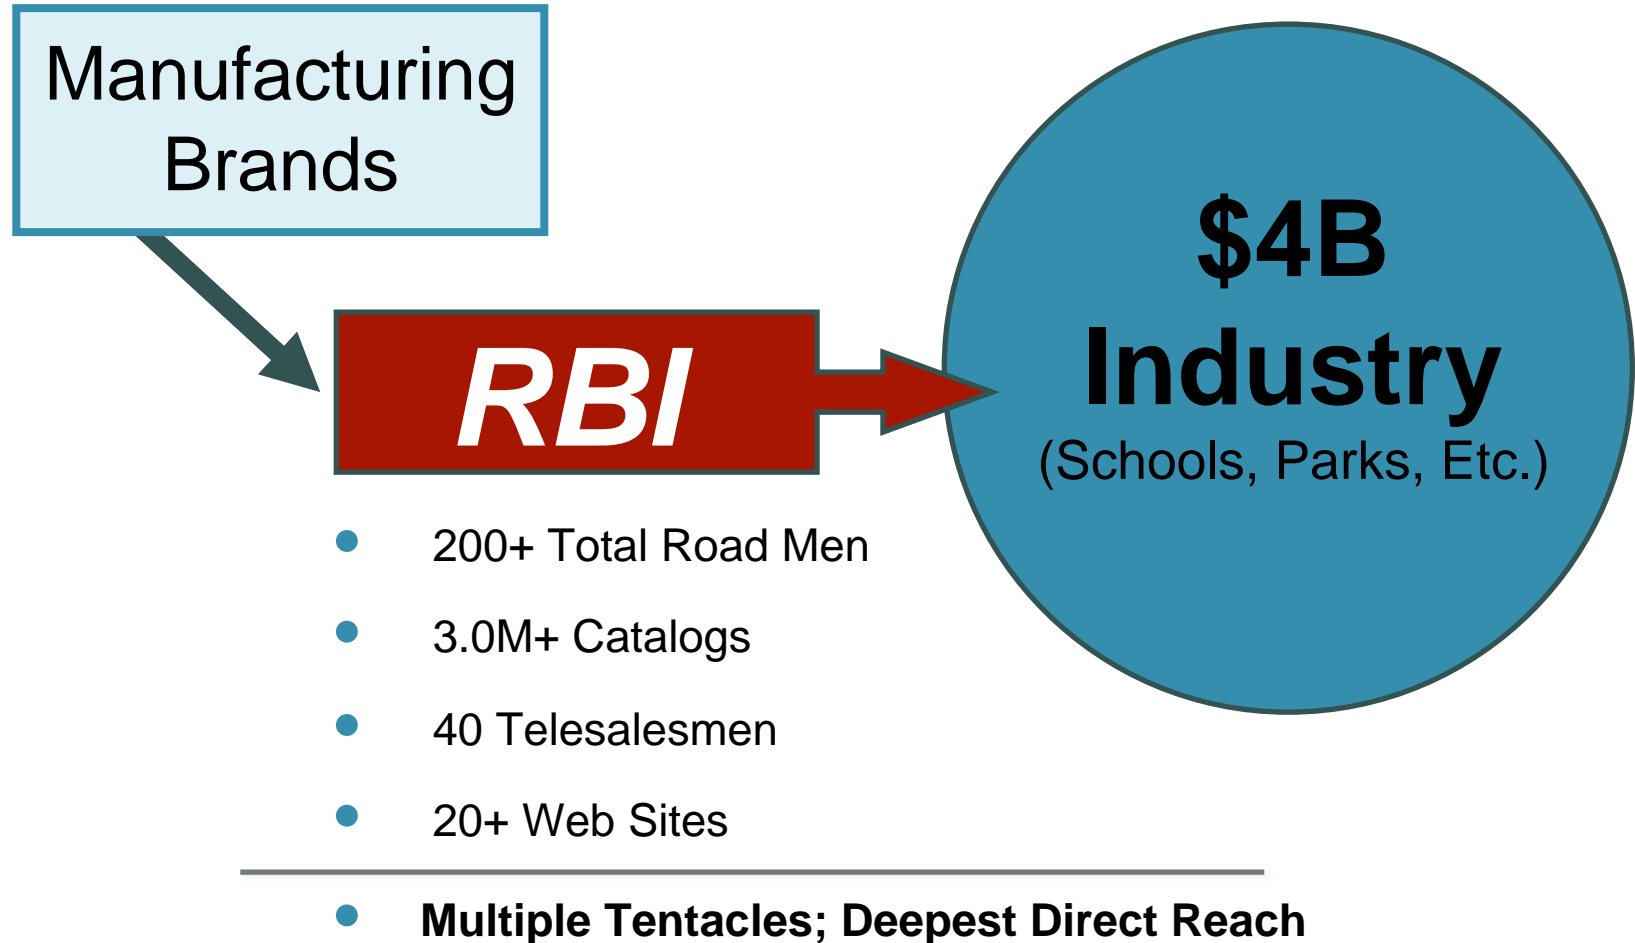 Manufacturing
Brands
RBI
$4B
Industry
(Schools, Parks, Etc.)
200+ Total Road Men
3.0M+ Catalogs
40 Telesalesmen
20+ Web Sites
Multiple Tentacles; Deepest Direct Reach